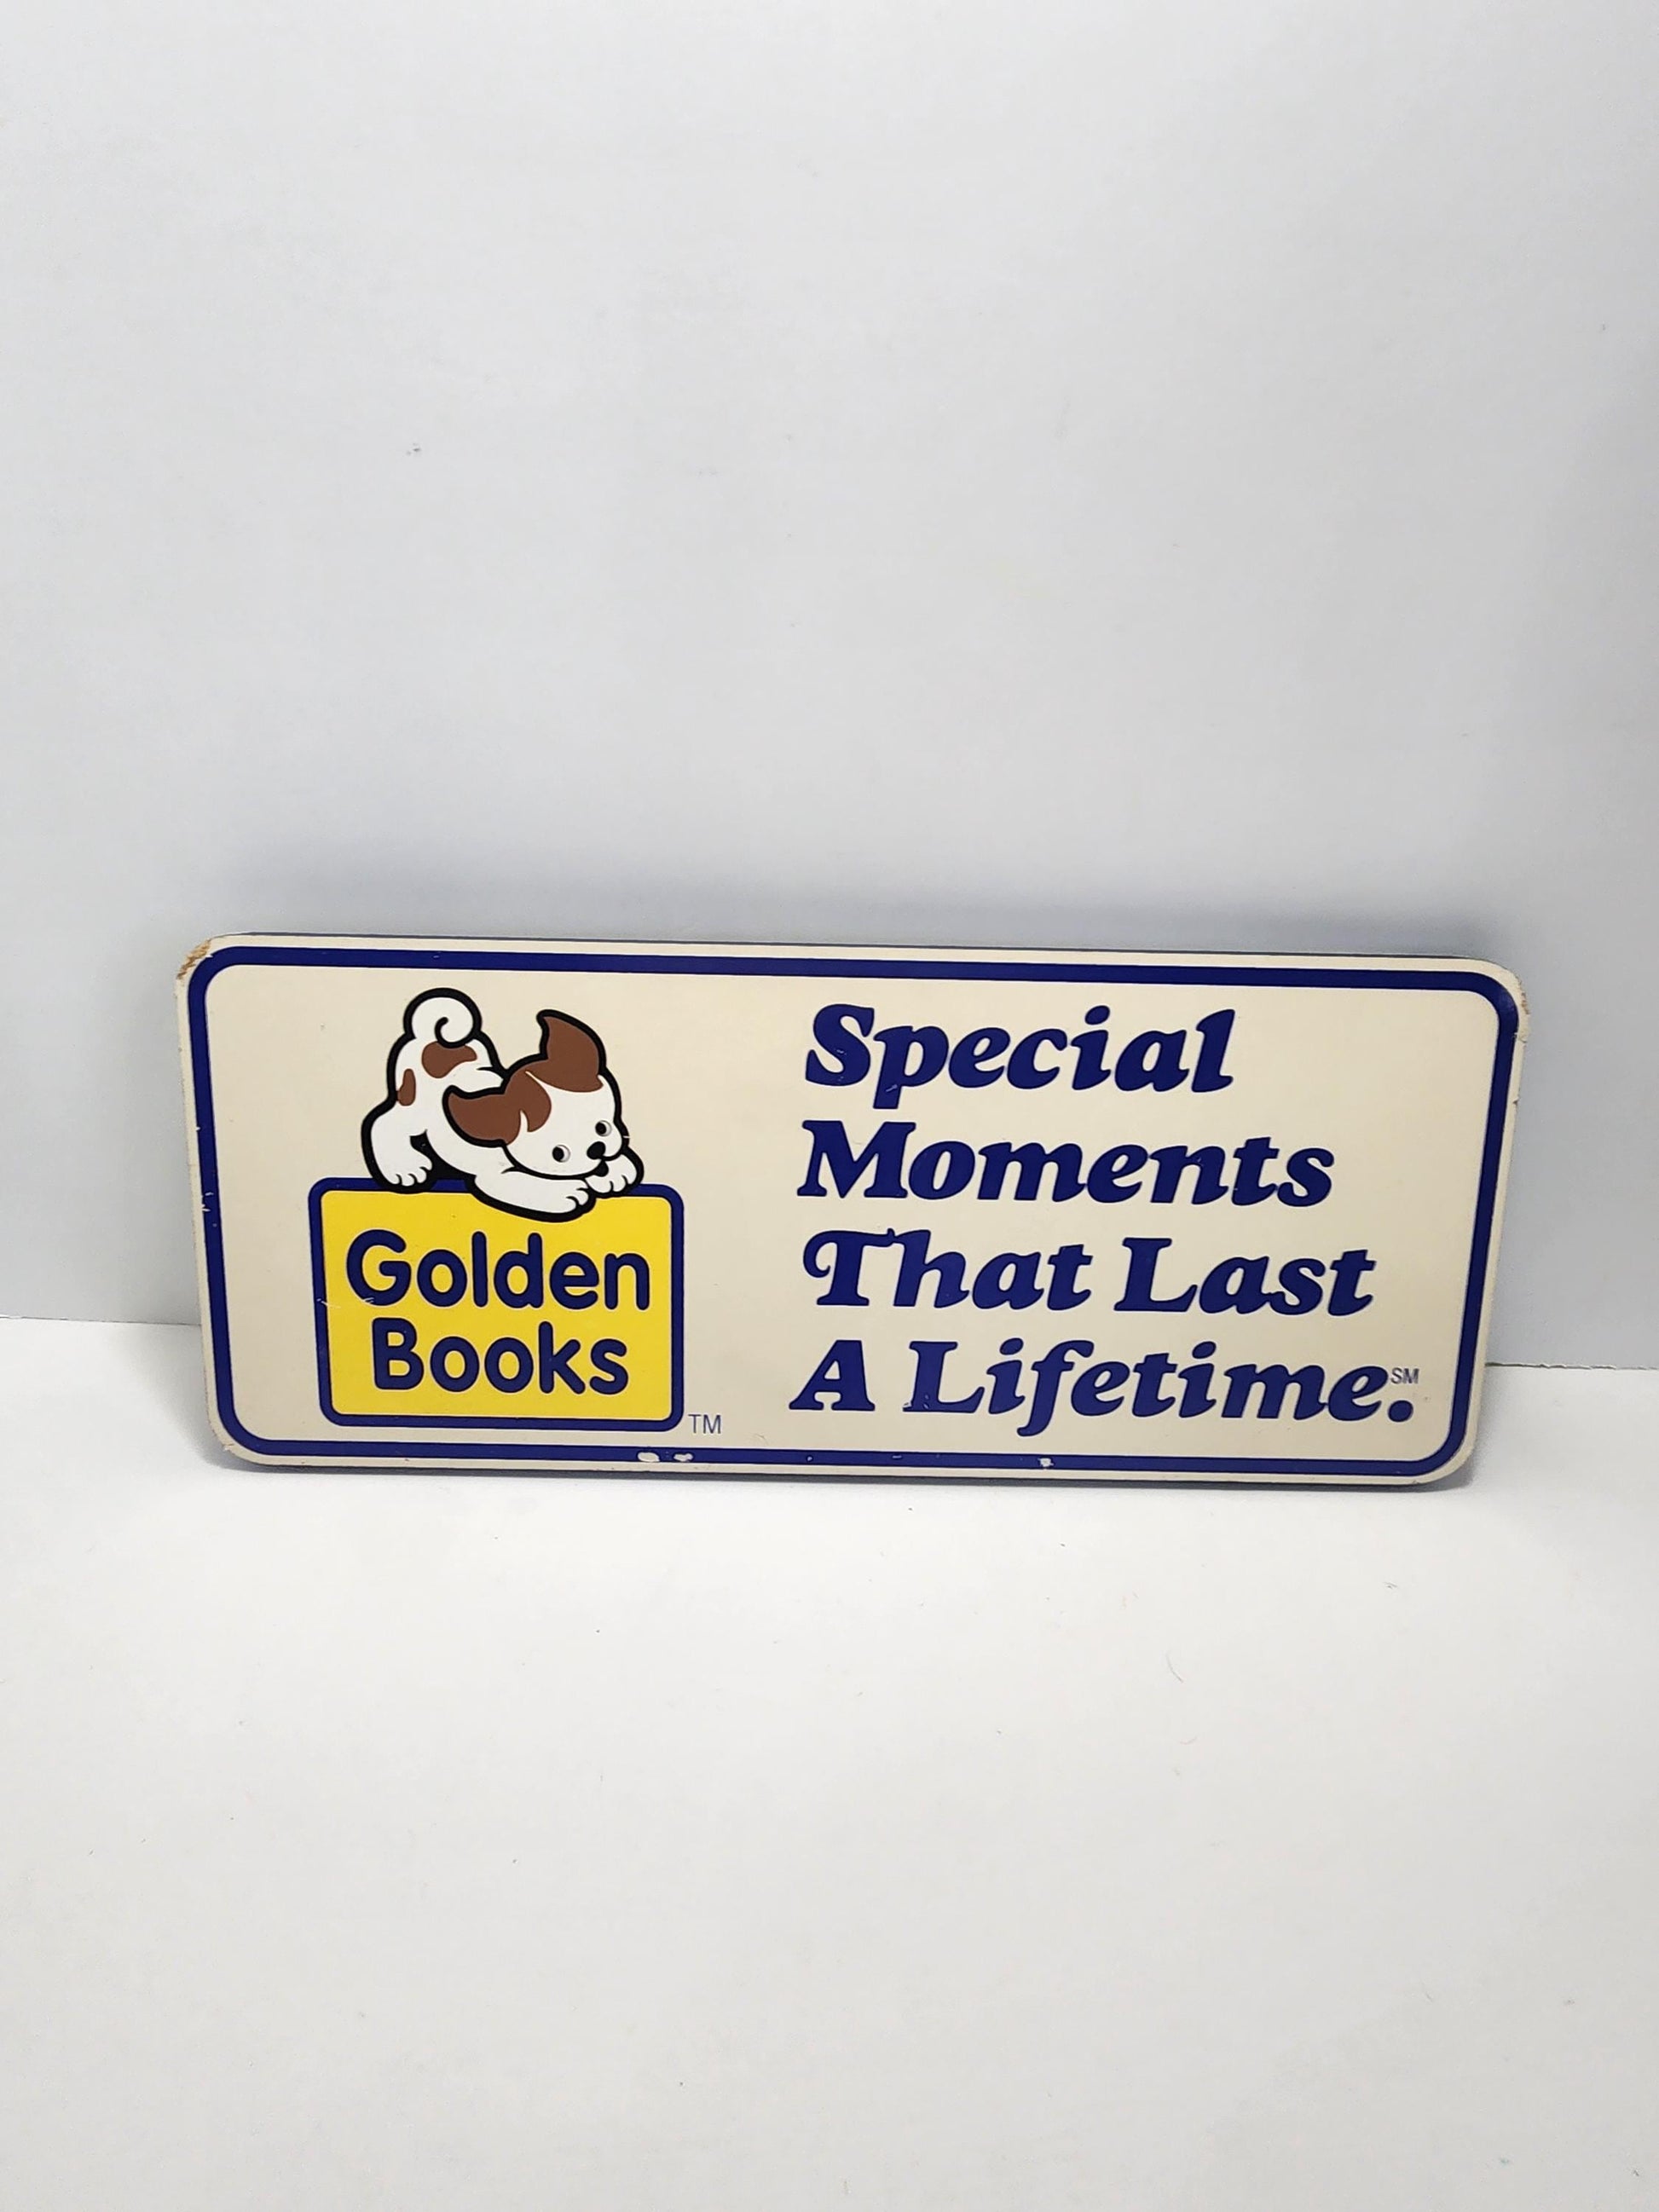 Golden
Books
TM
Special
Moments
That Last
A Lifetime.SM